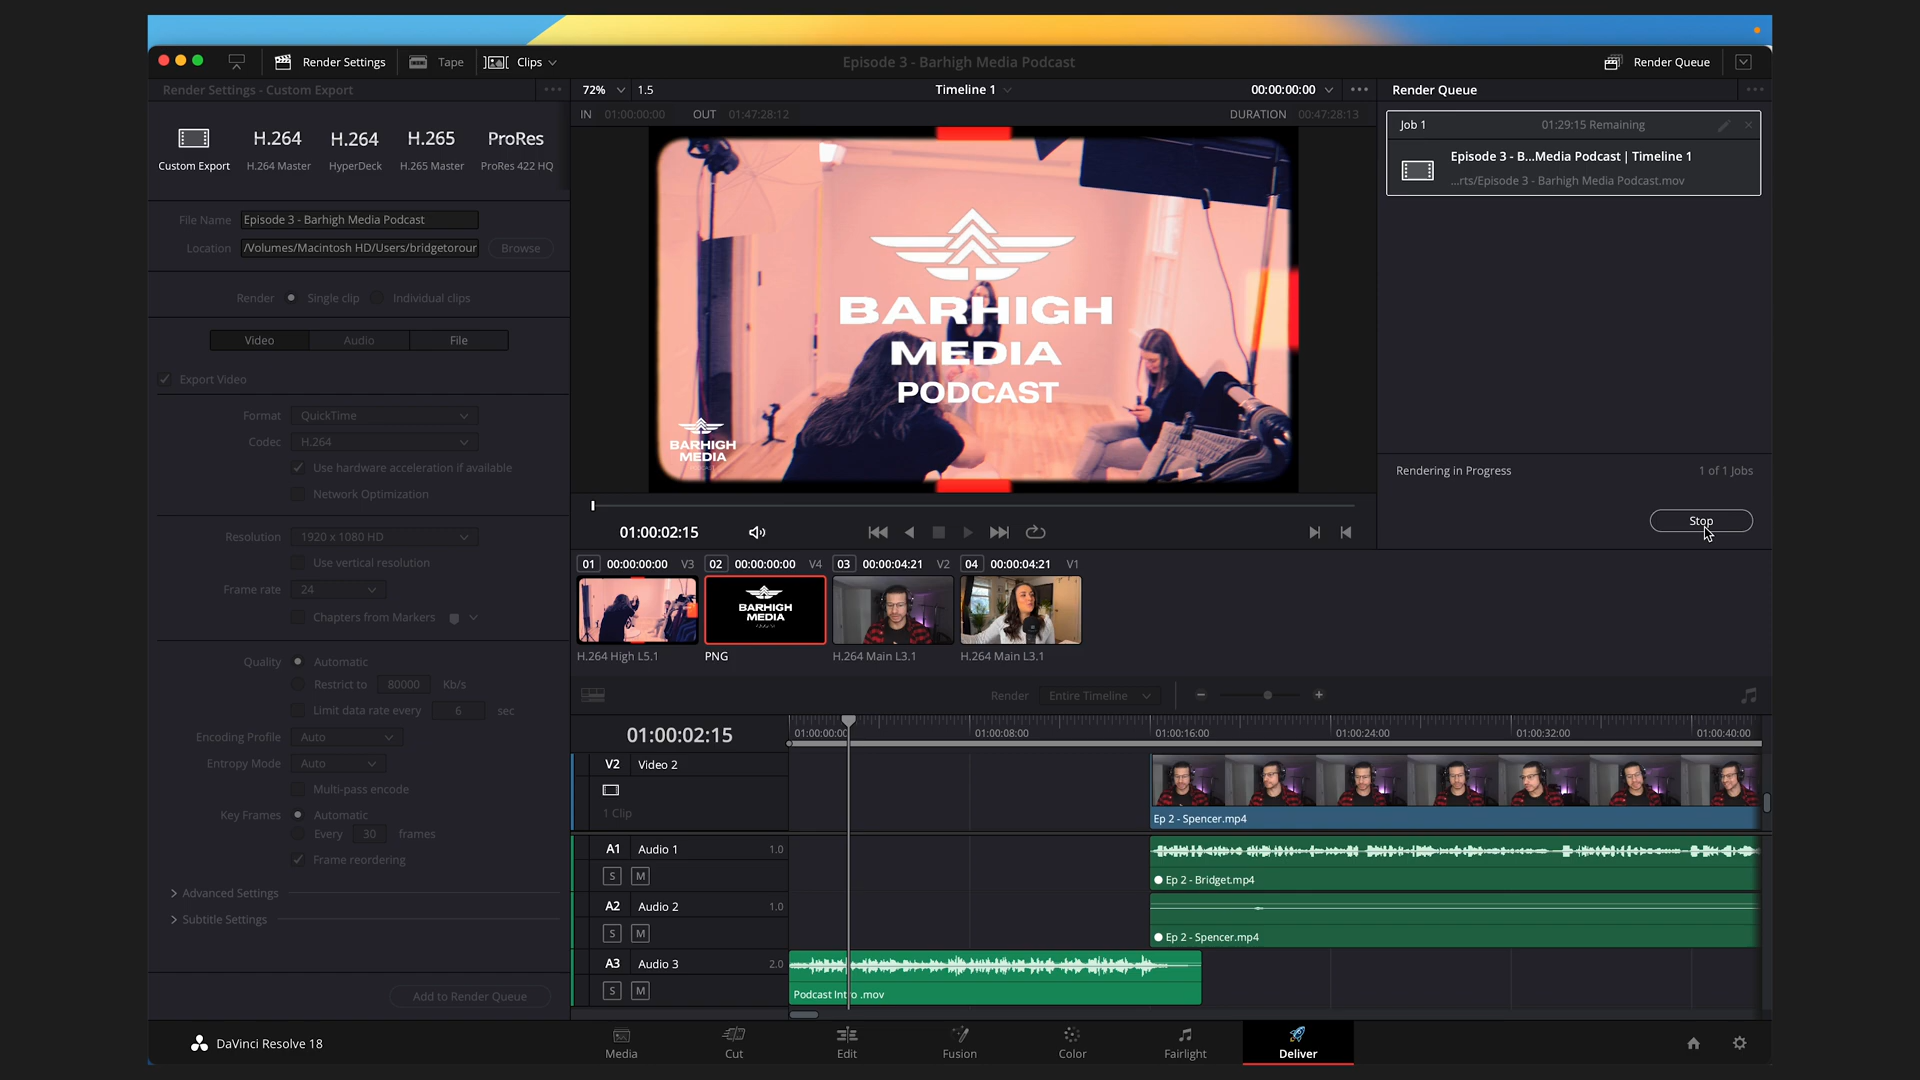 Render Settings
Tape
Clips
Episode 3 - Barhigh Media Podcast
Render Queue
Render Settings - Custom Export
72%
1.5
Timeline 1
00:00:00:00
Render Queue
IN 01:00:00:00 OUT 01:47:28:12
DURATION 00:47:28:13
Custom Export
H.264
H.264 Master
H.264
HyperDeck
H.265
H.265 Master
ProRes
ProRes 422 HQ
File Name Episode 3 - Barhigh Media Podcast
Location /Volumes/Macintosh HD/Users/bridgetorour Browse
Render Single clip Individual clips
Video Audio File
Export Video
Format QuickTime
Codec H.264
Use hardware acceleration if available
Network Optimization
Resolution 1920 x 1080 HD
Use vertical resolution
Frame rate 24
Chapters from Markers
Quality Automatic
Restrict to 80000 Kb/s
Limit data rate every 6 sec
Encoding Profile Auto
Entropy Mode Auto
Multi-pass encode
Key Frames Automatic
Every 30 frames
Frame reordering
Advanced Settings
Subtitle Settings
Add to Render Queue
BARHIGH
MEDIA
PODCAST
BARHIGH
MEDIA
PODCAST
01:00:02:15
01 00:00:00:00 V3
H.264 High L5.1
02 00:00:00:00 V4
BARHIGH
MEDIA
PNG
03 00:00:04:21 V2
H.264 Main L3.1
04 00:00:04:21 V1
H.264 Main L3.1
Render Entire Timeline
01:00:02:15
01:00:00:00 01:00:08:00 01:00:16:00 01:00:24:00 01:00:32:00 01:00:40:00
V2 Video 2
1 Clip
Ep 2 - Spencer.mp4
A1 Audio 1 1.0
S M
Ep 2 - Bridget.mp4
A2 Audio 2 1.0
S M
Ep 2 - Spencer.mp4
A3 Audio 3 2.0
S M
Podcast Intro .mov
Job 1 01:29:15 Remaining
Episode 3 - B...Media Podcast | Timeline 1
...rts/Episode 3 - Barhigh Media Podcast.mov
Rendering in Progress 1 of 1 Jobs
Stop
DaVinci Resolve 18
Media
Cut
Edit
Fusion
Color
Fairlight
Deliver